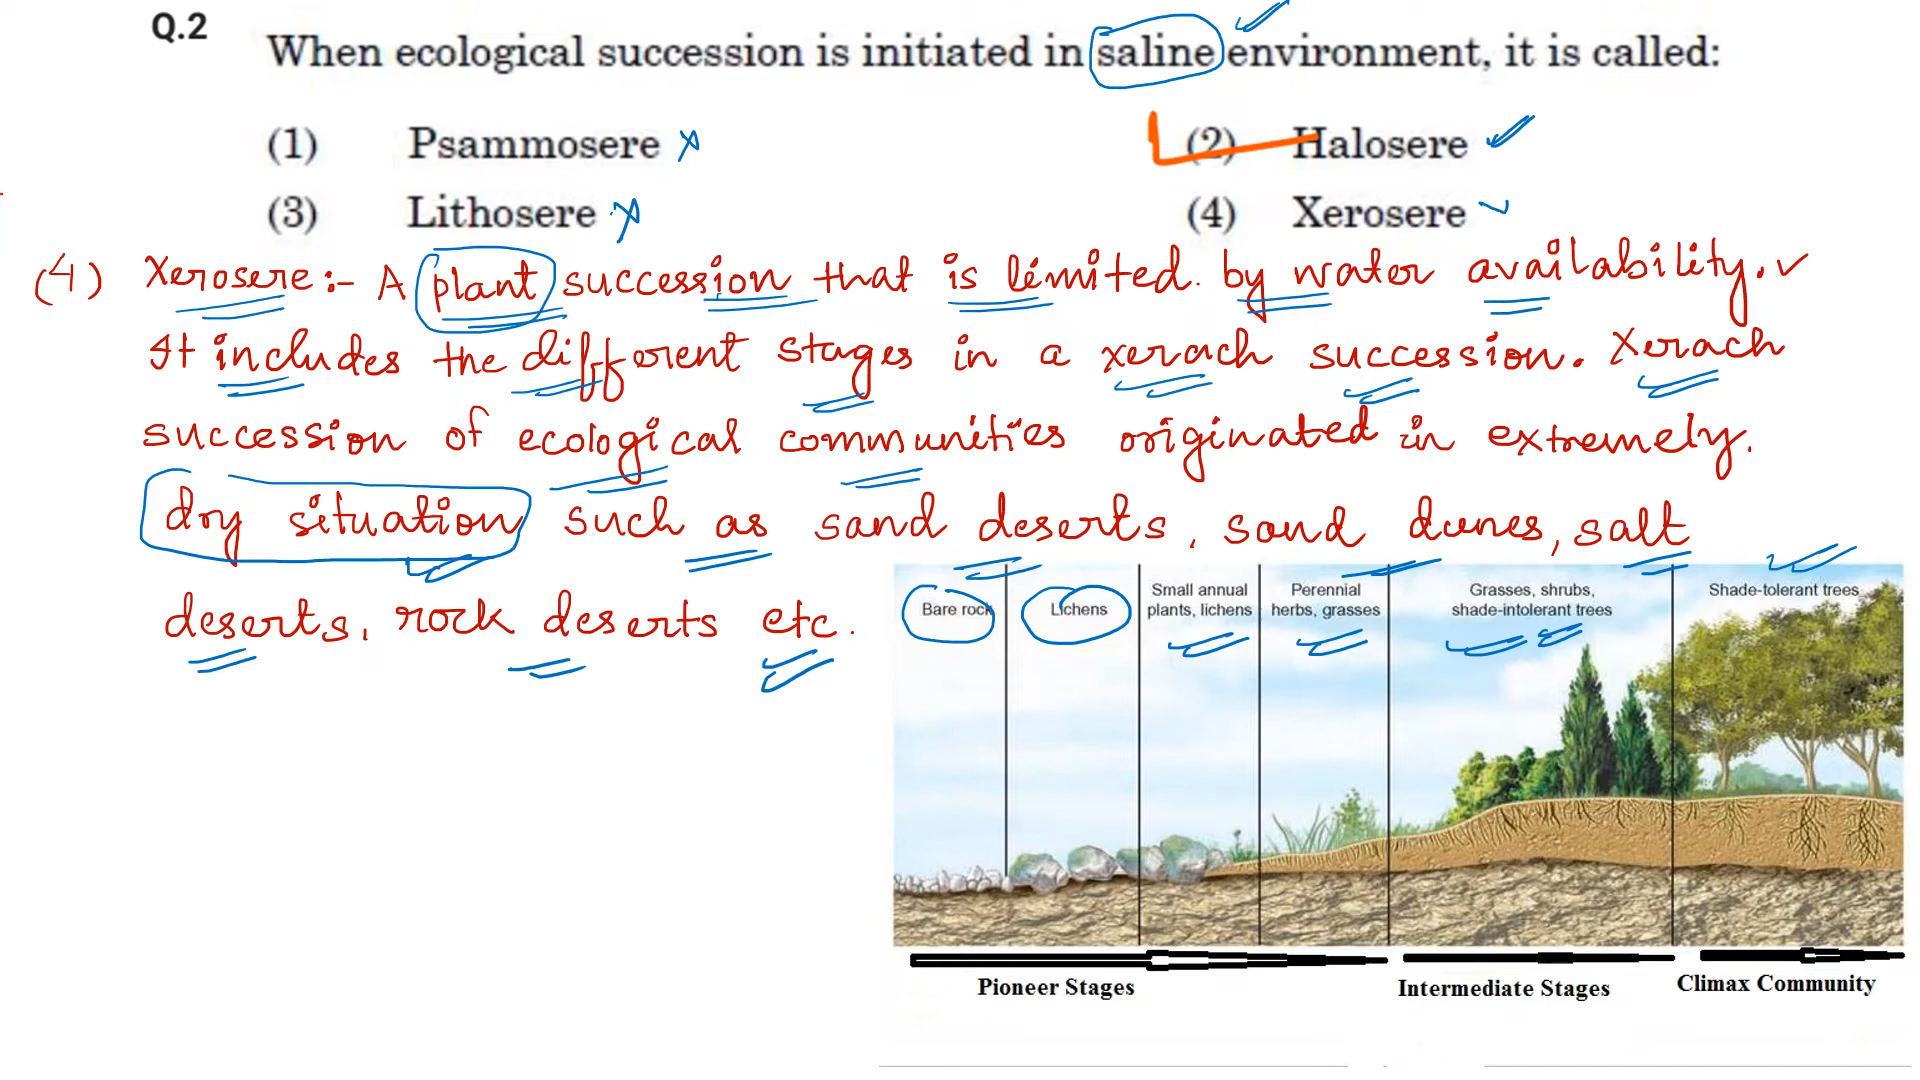 Q.2
When ecological succession is initiated in saline environment, it is called:
(1) Psammosere (2) Halosere
(3) Lithosere (4) Xerosere
(4) Xerosere :- A plant succession that is limited. by water availability.
It includes the different stages in a xerach succession. Xerach
succession of ecological communities originated in extremely.
dry situation such as sand deserts, sand dunes, salt
deserts, rock deserts etc.
Bare rock
Lichens
Small annual
plants, lichens
Perennial
herbs, grasses
Grasses, shrubs,
shade-intolerant trees
Shade-tolerant trees
Pioneer Stages
Intermediate Stages
Climax Community